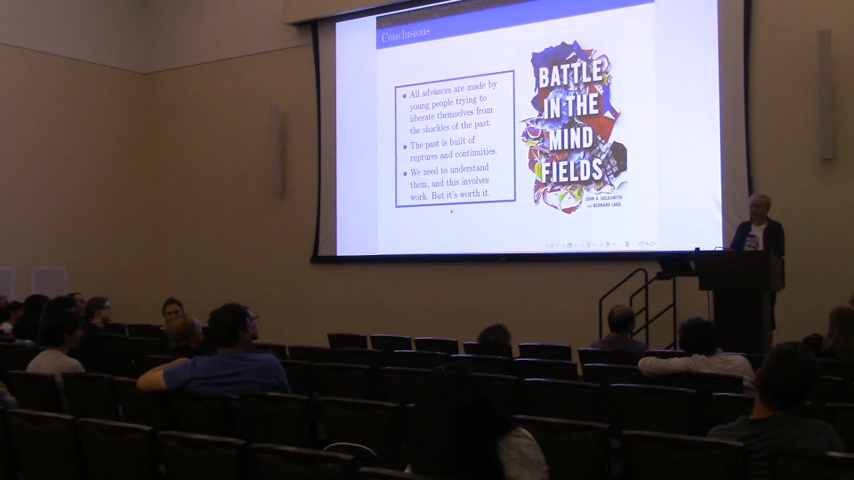 Conclusions
All advances are made by
young people trying to
liberate themselves from
the shackles of the past.
The past is built of
ruptures and continuities.
We need to understand
them, and this involves
work. But it's worth it.
BATTLE
IN THE
MIND
FIELDS
JOHN A. GOLDSMITH
AND BERNARD LAKS